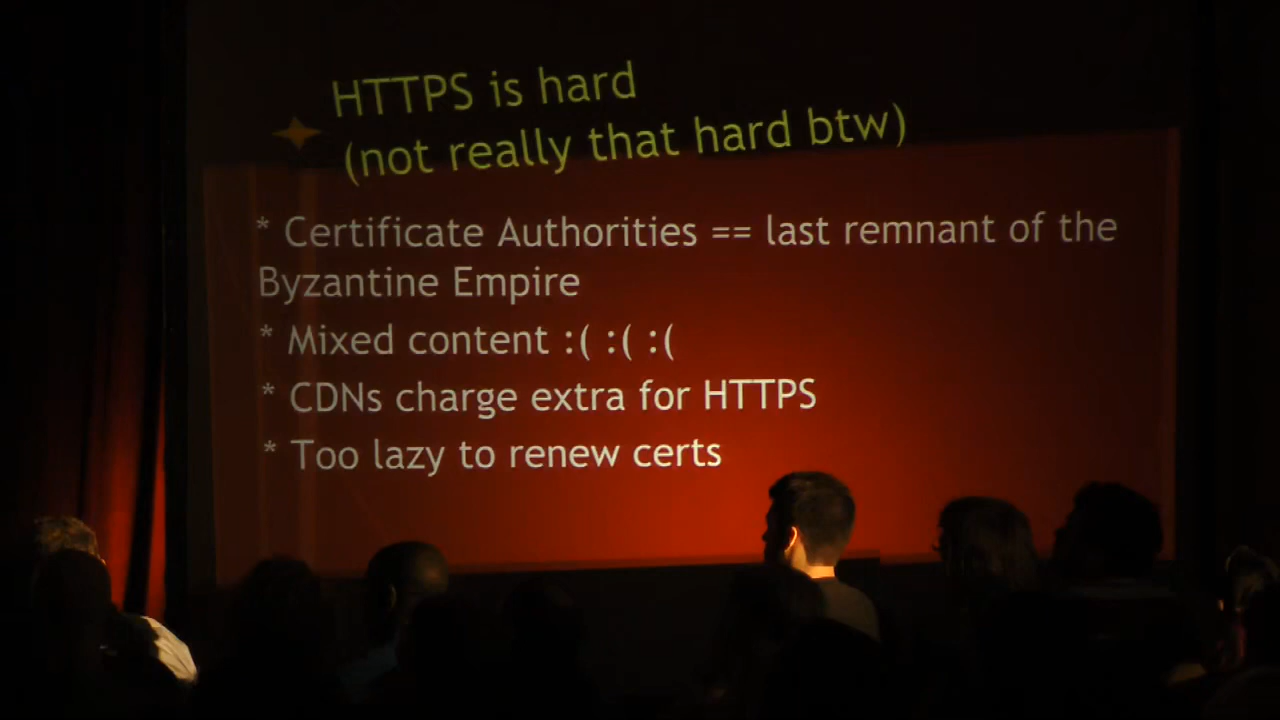 HTTPS is hard
(not really that hard btw)
* Certificate Authorities == last remnant of the
Byzantine Empire
* Mixed content :( :( :(
* CDNs charge extra for HTTPS
* Too lazy to renew certs